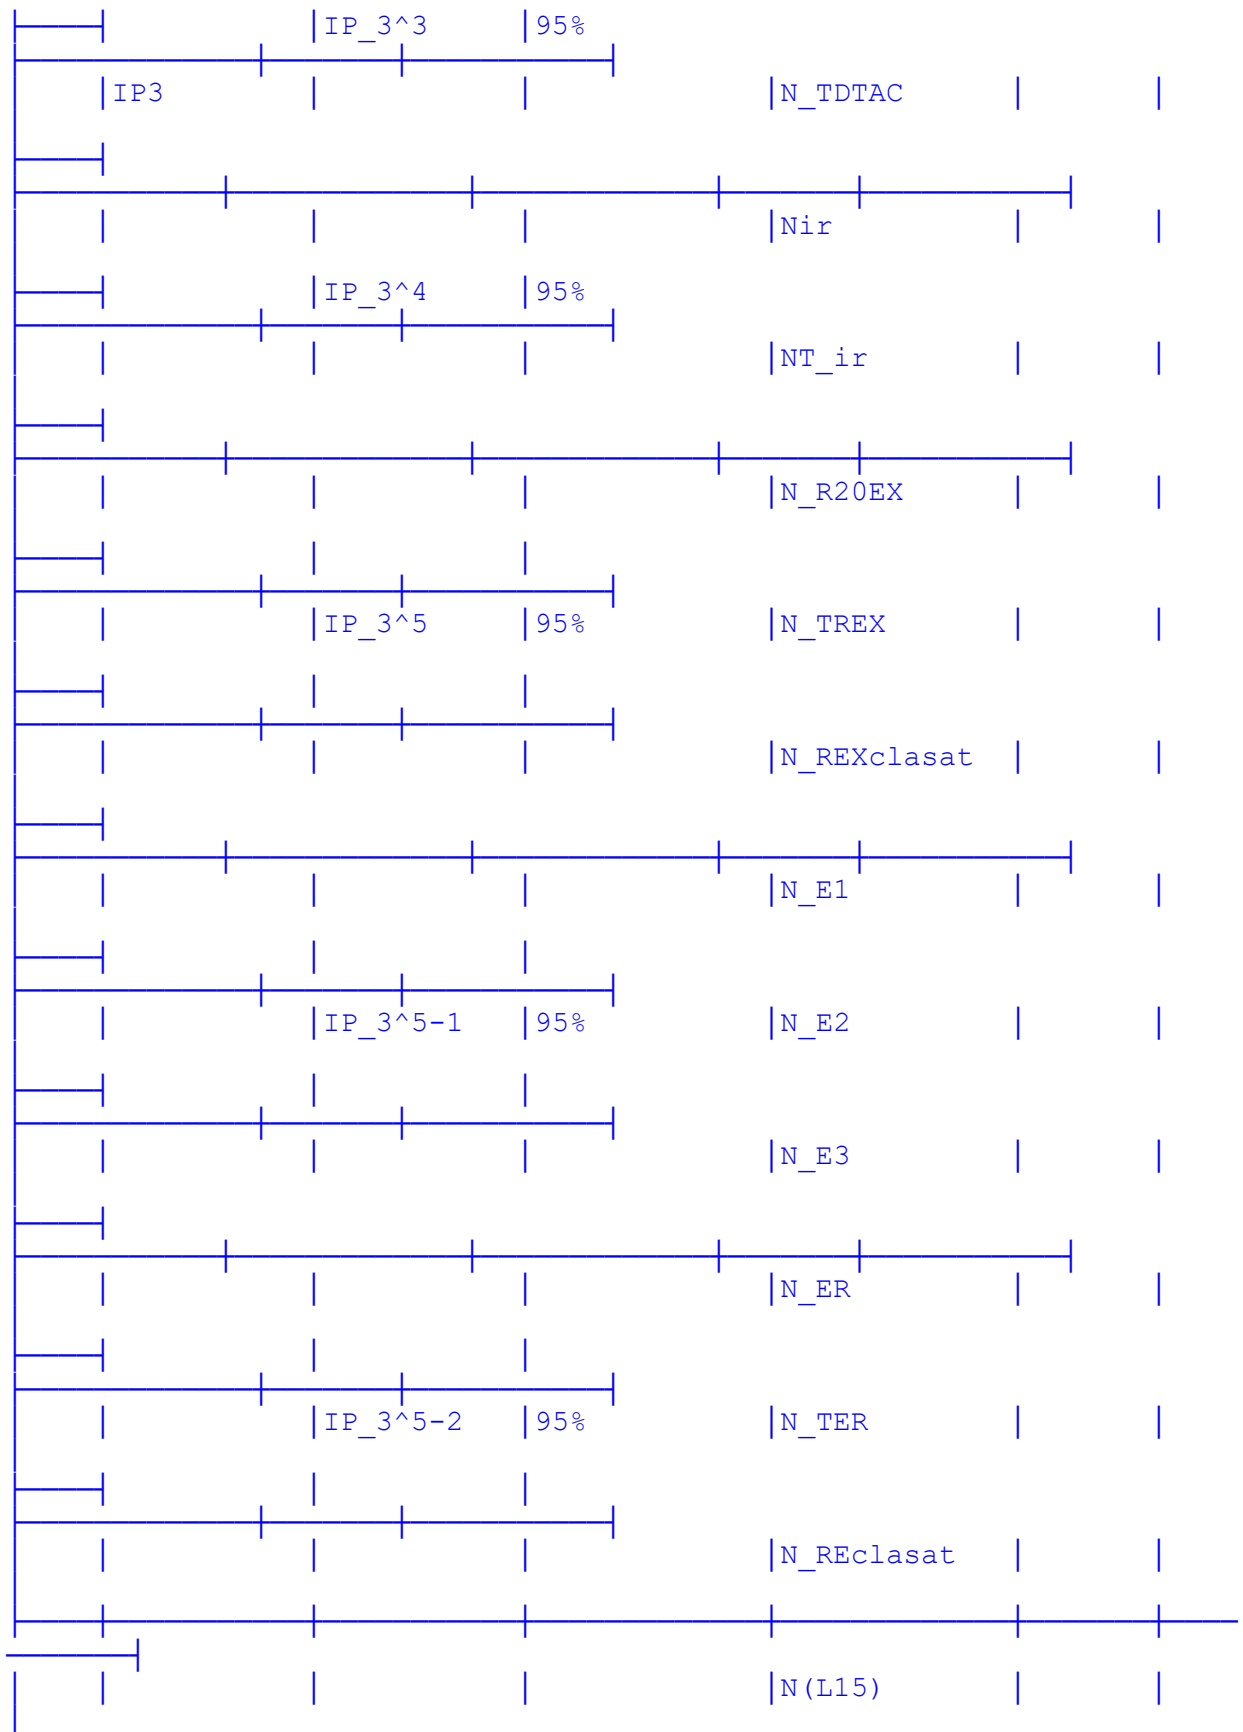 IP_3^3 95%
IP3 N_TDTAC
Nir
IP_3^4 95%
NT_ir
N_R20EX
IP_3^5 95% N_TREX
N_REXclasat
N_E1
IP_3^5-1 95% N_E2
N_E3
N_ER
IP_3^5-2 95% N_TER
N_REclasat
N(L15)